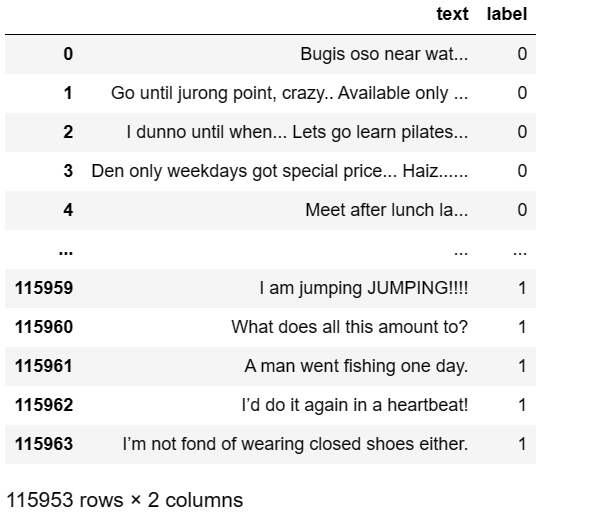 text label
0 Bugis oso near wat... 0
1 Go until jurong point, crazy.. Available only ... 0
2 I dunno until when... Lets go learn pilates... 0
3 Den only weekdays got special price... Haiz...... 0
4 Meet after lunch la... 0
... ... ...
115959 I am jumping JUMPING!!!! 1
115960 What does all this amount to? 1
115961 A man went fishing one day. 1
115962 I’d do it again in a heartbeat! 1
115963 I’m not fond of wearing closed shoes either. 1
115953 rows × 2 columns